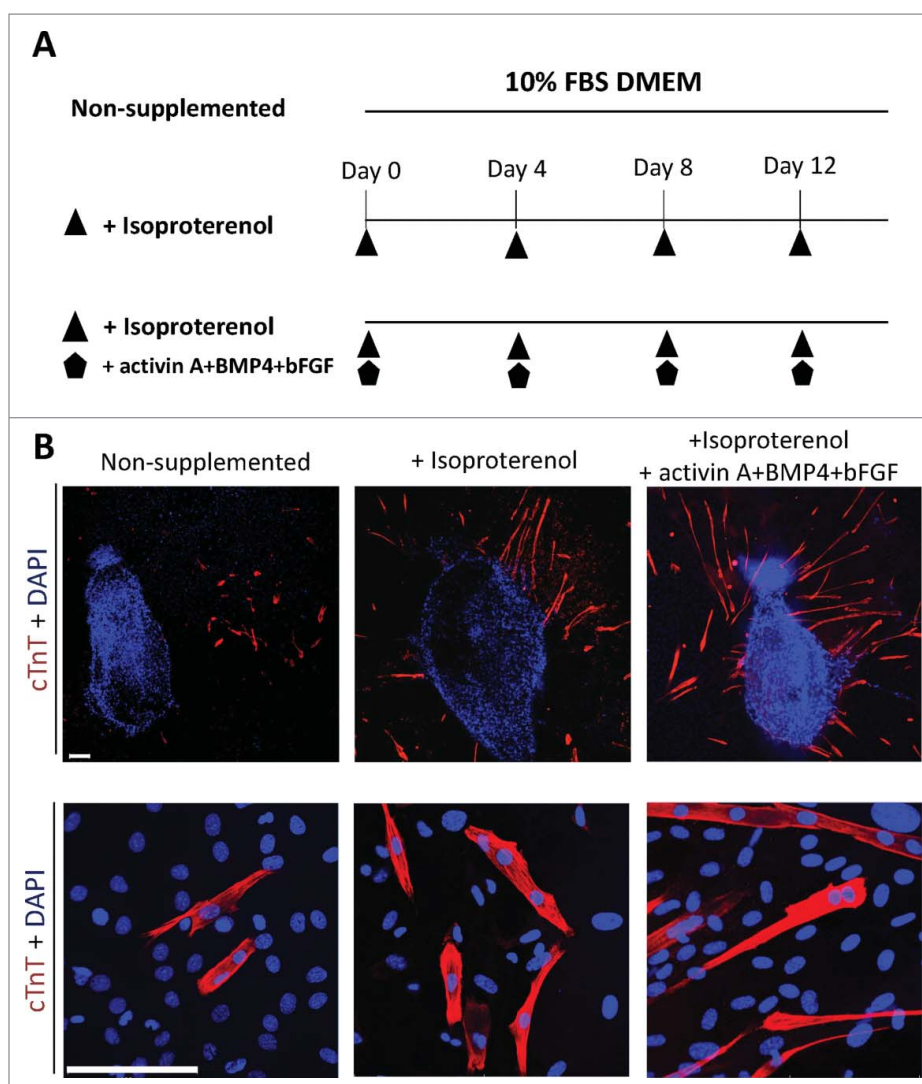 A
10% FBS DMEM
Non-supplemented
Day 0 Day 4 Day 8 Day 12
+ Isoproterenol
+ Isoproterenol
+ activin A+BMP4+bFGF
B
Non-supplemented
+ Isoproterenol
+Isoproterenol
+ activin A+BMP4+bFGF
cTnT + DAPI
cTnT + DAPI